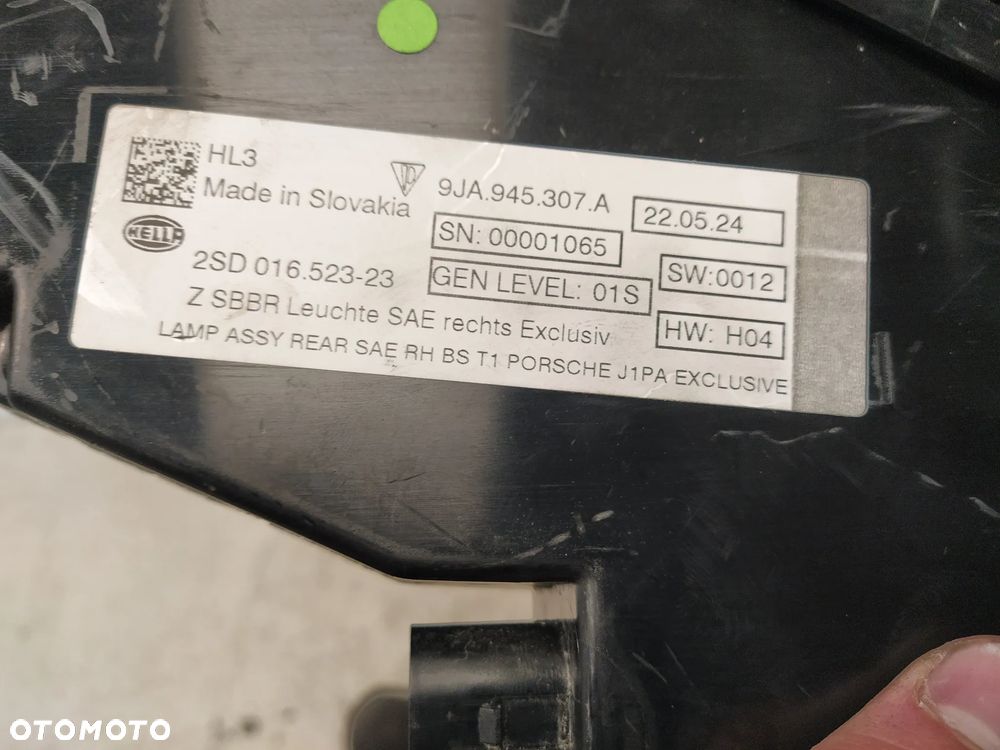 HL3
Made in Slovakia
HELLA
9JA.945.307.A
22.05.24
SN: 00001065
SW:0012
2SD 016.523-23
GEN LEVEL: 01S
HW: H04
Z SBBR Leuchte SAE rechts Exclusiv
LAMP ASSY REAR SAE RH BS T1 PORSCHE J1PA EXCLUSIVE
OTOMOTO